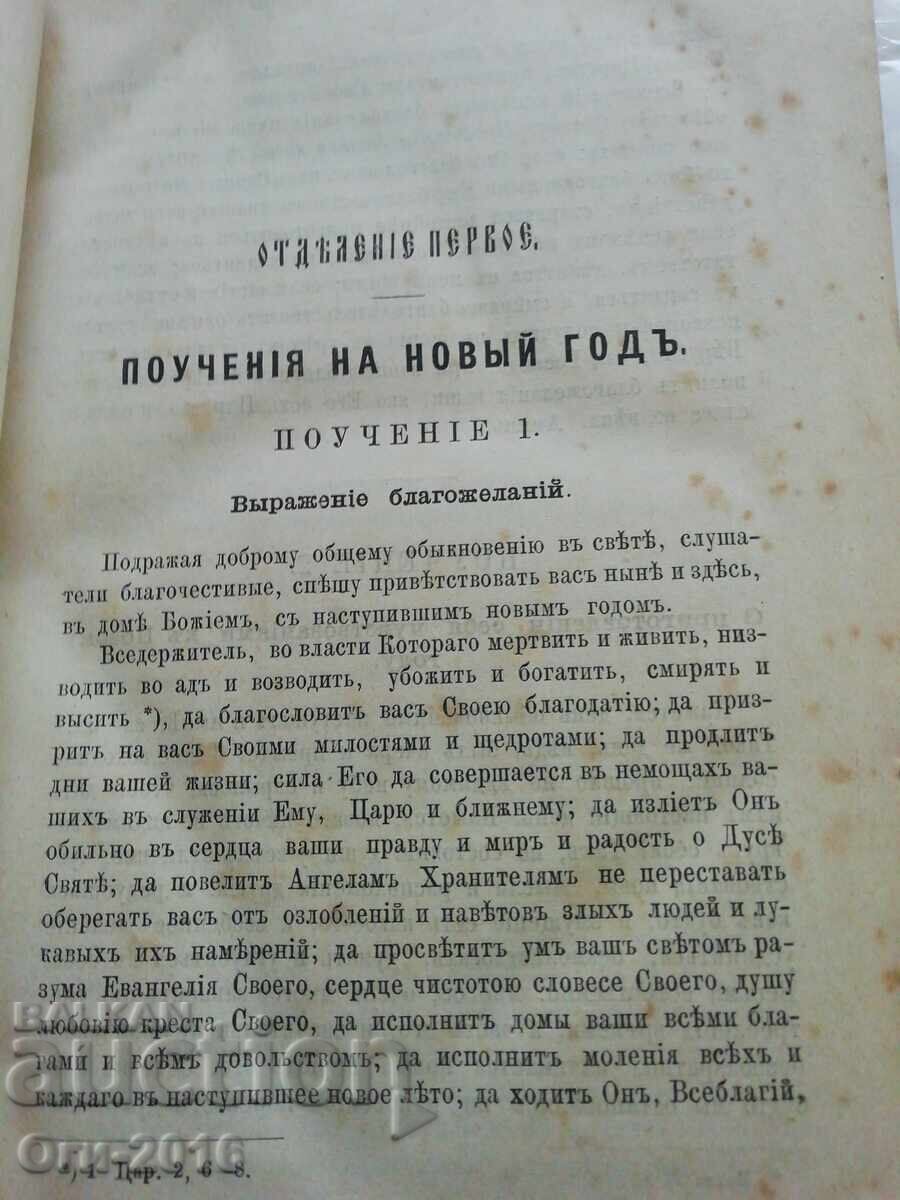 ОТДѢЛЕНІЕ ПЕРВОЕ.
ПОУЧЕНІЯ НА НОВЫЙ ГОДЪ.
ПОУЧЕНІЕ 1.
Выраженіе благожеланій.
Подражая доброму общему обыкновенію въ свѣтѣ, слуша-
тели благочестивые, спѣшу привѣтствовать васъ нынѣ и здѣсь,
въ домѣ Божіемъ, съ наступившимъ новымъ годомъ.
Вседержитель, во власти Котораго мертвить и живить, низ-
водить во адъ и возводить, убожить и богатить, смирять и
высить *), да благословитъ васъ Своею благодатію; да приз-
ритъ на васъ Своими милостями и щедротами; да продлитъ
дни вашей жизни; сила Его да совершается въ немощахъ ва-
шихъ въ служеніи Ему, Царю и ближнему; да изліетъ Онъ
обильно въ сердца ваши правду и миръ и радость о Дусѣ
Святѣ; да повелитъ Ангеламъ Хранителямъ не переставать
оберегать васъ отъ озлобленій и навѣтовъ злыхъ людей и лу-
кавыхъ ихъ намѣреній; да просвѣтитъ умъ вашъ свѣтомъ ра-
зума Евангелія Своего, сердце чистотою словесе Своего, душу
любовію креста Своего, да исполнитъ домы ваши всѣми бла-
гами и всѣмъ довольствомъ; да исполнитъ моленія всѣхъ и
каждаго въ наступившее новое лѣто; да ходитъ Онъ, Всеблагій,
*) 1 Цар. 2, 6–8.
БАЛКАН
auction
Оги-2016